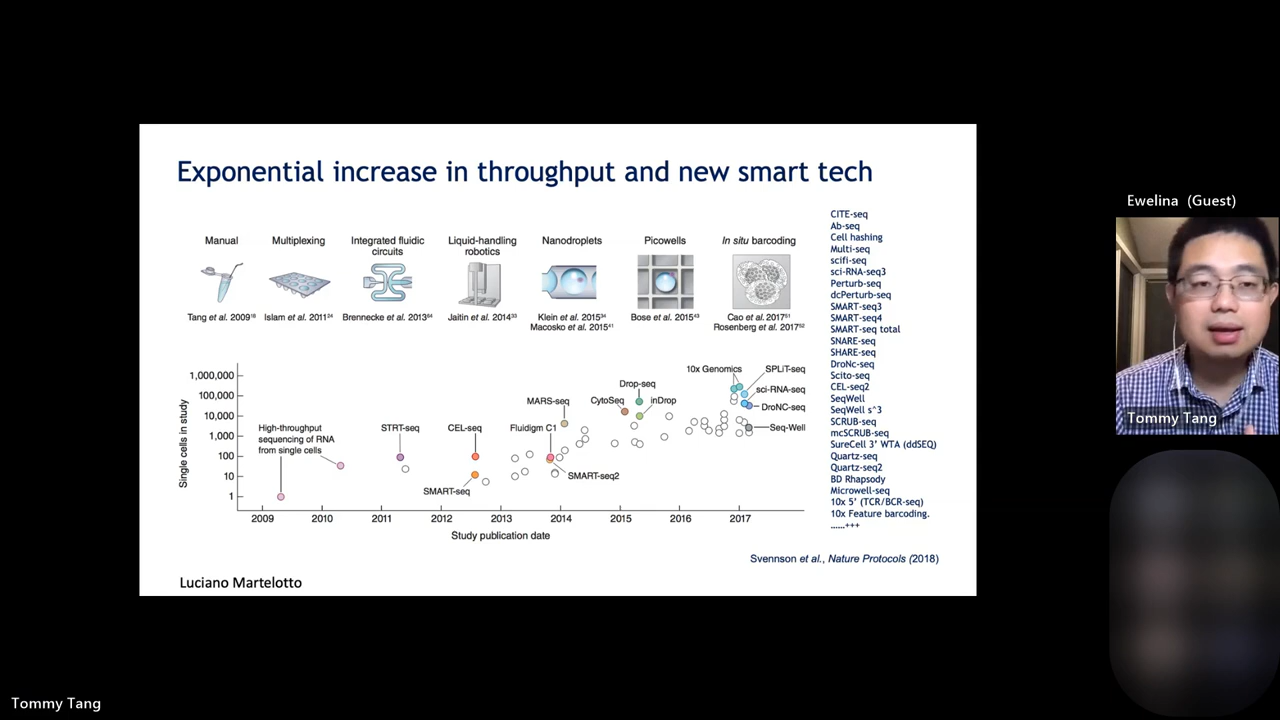 Exponential increase in throughput and new smart tech
Manual
Multiplexing
Integrated fluidic
circuits
Liquid-handling
robotics
Nanodroplets
Picowells
In situ barcoding
Tang et al. 2009¹⁸
Islam et al. 2011²⁴
Brennecke et al. 2013⁶⁴
Jaitin et al. 2014³³
Klein et al. 2015³⁴
Macosko et al. 2015⁴¹
Bose et al. 2015⁴³
Cao et al. 2017⁵¹
Rosenberg et al. 2017⁵²
Single cells in study
1,000,000
100,000
10,000
1,000
100
10
1
High-throughput
sequencing of RNA
from single cells
STRT-seq
CEL-seq
SMART-seq
MARS-seq
Fluidigm C1
SMART-seq2
CytoSeq
Drop-seq
inDrop
10x Genomics
SPLiT-seq
sci-RNA-seq
DroNC-seq
Seq-Well
2009
2010
2011
2012
2013
2014
2015
2016
2017
Study publication date
CITE-seq
Ab-seq
Cell hashing
Multi-seq
scifi-seq
sci-RNA-seq3
Perturb-seq
dcPerturb-seq
SMART-seq3
SMART-seq4
SMART-seq total
SNARE-seq
SHARE-seq
DroNc-seq
Scito-seq
CEL-seq2
SeqWell
SeqWell s^3
SCRUB-seq
mcSCRUB-seq
SureCell 3' WTA (ddSEQ)
Quartz-seq
Quartz-seq2
BD Rhapsody
Microwell-seq
10x 5' (TCR/BCR-seq)
10x Feature barcoding.
......+++
Svennson et al., Nature Protocols (2018)
Luciano Martelotto
Ewelina (Guest)
Tommy Tang
Tommy Tang